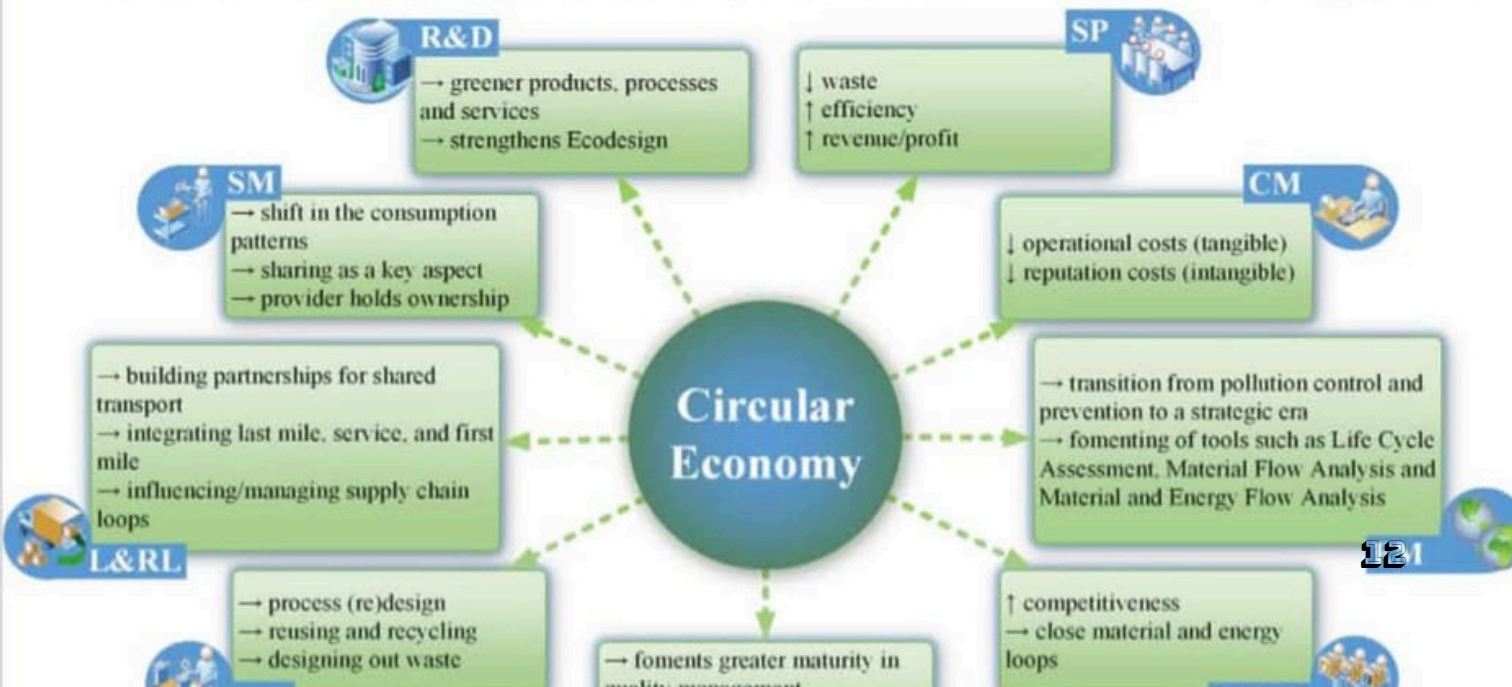 R&D
→ greener products, processes
and services
→ strengthens Ecodesign
SP
↓ waste
↑ efficiency
↑ revenue/profit
SM
→ shift in the consumption
patterns
→ sharing as a key aspect
→ provider holds ownership
CM
↓ operational costs (tangible)
↓ reputation costs (intangible)
→ building partnerships for shared
transport
→ integrating last mile, service, and first
mile
→ influencing/managing supply chain
loops
L&RL
Circular
Economy
→ transition from pollution control and
prevention to a strategic era
→ fomenting of tools such as Life Cycle
Assessment, Material Flow Analysis and
Material and Energy Flow Analysis
12
→ process (re)design
→ reusing and recycling
→ designing out waste
→ foments greater maturity in
quality management
↑ competitiveness
→ close material and energy
loops